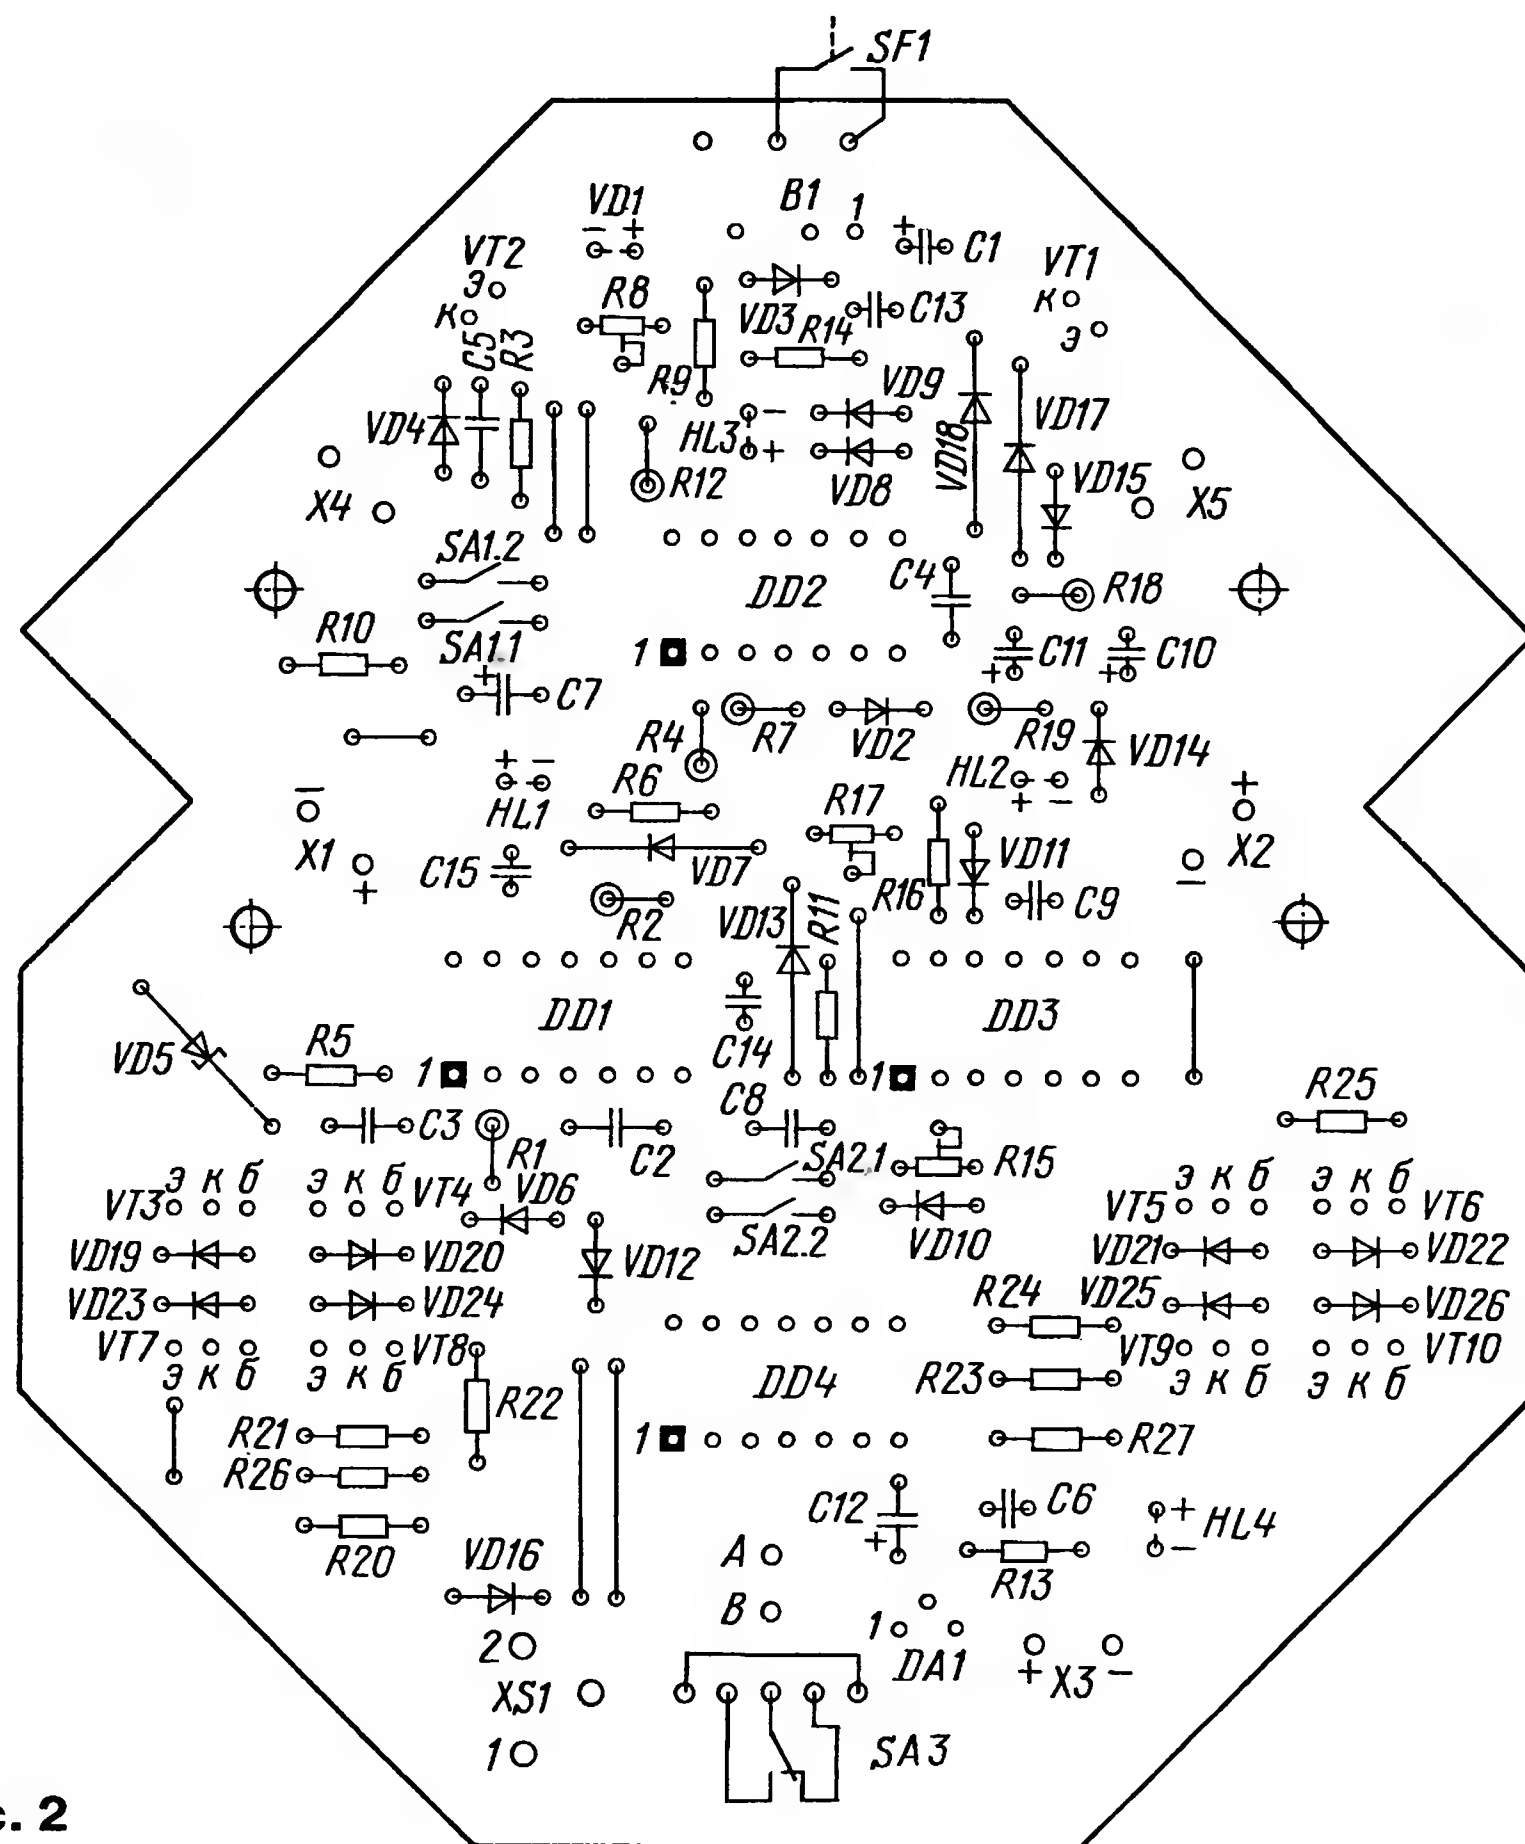 SF1
B1 1
VD1
- +
+ C1
VT2
э
к
VT1
к
э
R8
VD3
C13
R14
C5
R3
R9
VD9
VD4
HL3
-
+
VD18
VD17
R12
VD8
VD15
X4
X5
SA1.2
C4
DD2
R18
R10
SA1.1
1
C11
+
C10
+
+
C7
R4
R7
VD2
R19
VD14
+ -
HL1
R6
HL2
+ -
-
X1
+
R17
+
X2
-
C15
VD7
R16
VD11
C9
R2
VD13
R11
DD1
DD3
VD5
R5
1
C14
1
R25
C3
R1
C2
C8
SA2.1
R15
э к б
э к б
э к б
э к б
VT3
VT4
VD6
VT5
VT6
SA2.2
VD10
VD19
VD20
VD12
VD21
VD22
VD23
VD24
R24
VD25
VD26
VT7
VT8
VT9
VT10
э к б
э к б
э к б
э к б
R22
DD4
R23
R21
1
R27
R26
C12
+
C6
+
-
HL4
R20
VD16
A
R13
B
2
1
DA1
+ X3 -
XS1
1
SA3
с. 2